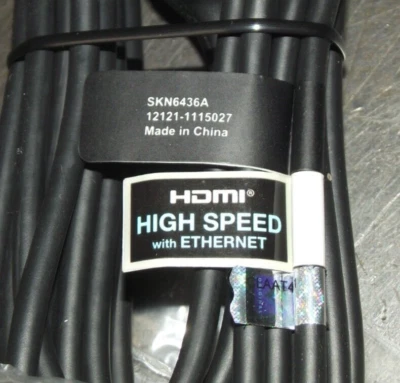 SKN6436A
12121-1115027
Made in China
HDMI®
HIGH SPEED
with ETHERNET